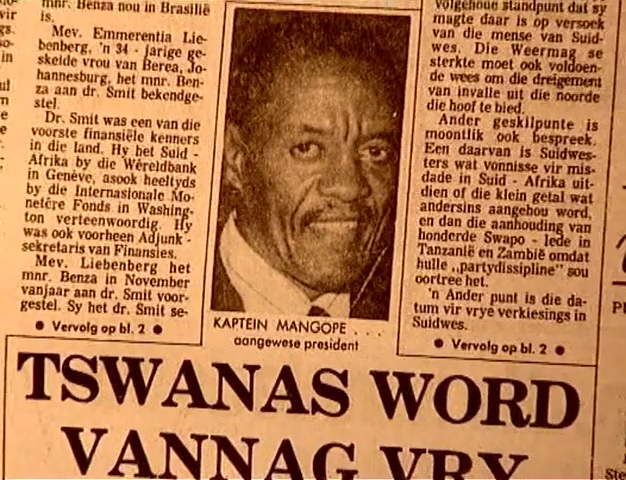 mnr. Benza nou in Brasilië
is.
Mev. Emmerentia Lie-
benberg, 'n 34 - jarige ge-
skeide vrou van Berea, Jo-
hannesburg, het mnr. Ben-
za aan dr. Smit bekendge-
stel.
Dr. Smit was een van die
voorste finansiële kenners
in die land. Hy het Suid -
Afrika by die Wêreldbank
in Genève, asook heeltyds
by die Internasionale Mo-
netêre Fonds in Washing-
ton verteenwoordig. Hy
was ook voorheen Adjunk -
sekretaris van Finansies.
Mev. Liebenberg het
mnr. Benza in November
vanjaar aan dr. Smit voor-
gestel. Sy het dr. Smit se-
● Vervolg op bl. 2 ●
KAPTEIN MANGOPE . . .
aangewese president
volgehoue standpunt dat sy
magte daar is op versoek
van die mense van Suid-
wes. Die Weermag se
sterkte moet ook voldoen-
de wees om die dreigement
van invalle uit die noorde
die hoof te bied.
Ander geskilpunte is
moontlik ook bespreek.
Een daarvan is Suidwes-
ters wat vonnisse vir mis-
dade in Suid - Afrika uit-
dien of die klein getal wat
andersins aangehou word,
en dan die aanhouding van
honderde Swapo - lede in
Tanzanië en Zambië omdat
hulle „partydissipline" sou
oortree het.
'n Ander punt is die da-
tum vir vrye verkiesings in
Suidwes.
● Vervolg op bl. 2 ●
TSWANAS WORD
VANNAG VRY